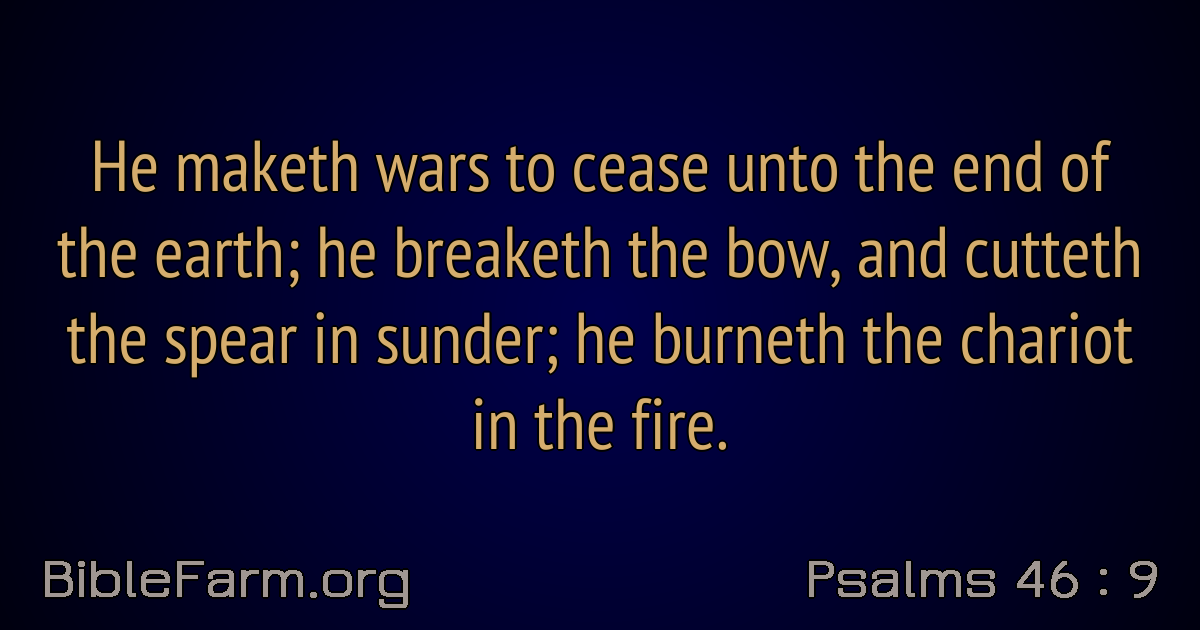 He maketh wars to cease unto the end of
the earth; he breaketh the bow, and cutteth
the spear in sunder; he burneth the chariot
in the fire.
BibleFarm.org
Psalms 46 : 9